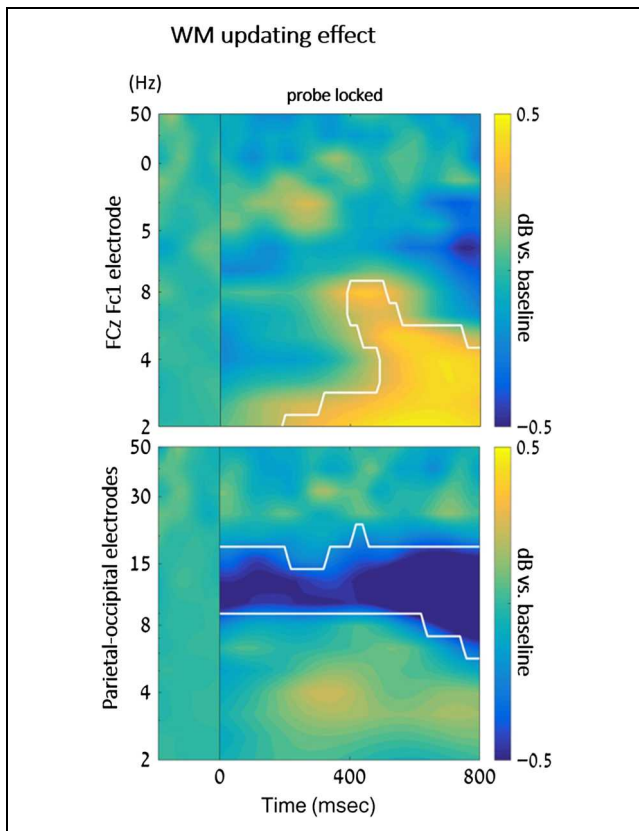 WM updating effect
(Hz)
probe locked
FCz Fc1 electrode
50
0
5
8
4
2
0.5
dB vs. baseline
−0.5
Parietal-occipital electrodes
50
30
15
8
4
2
0.5
dB vs. baseline
−0.5
0
400
800
Time (msec)